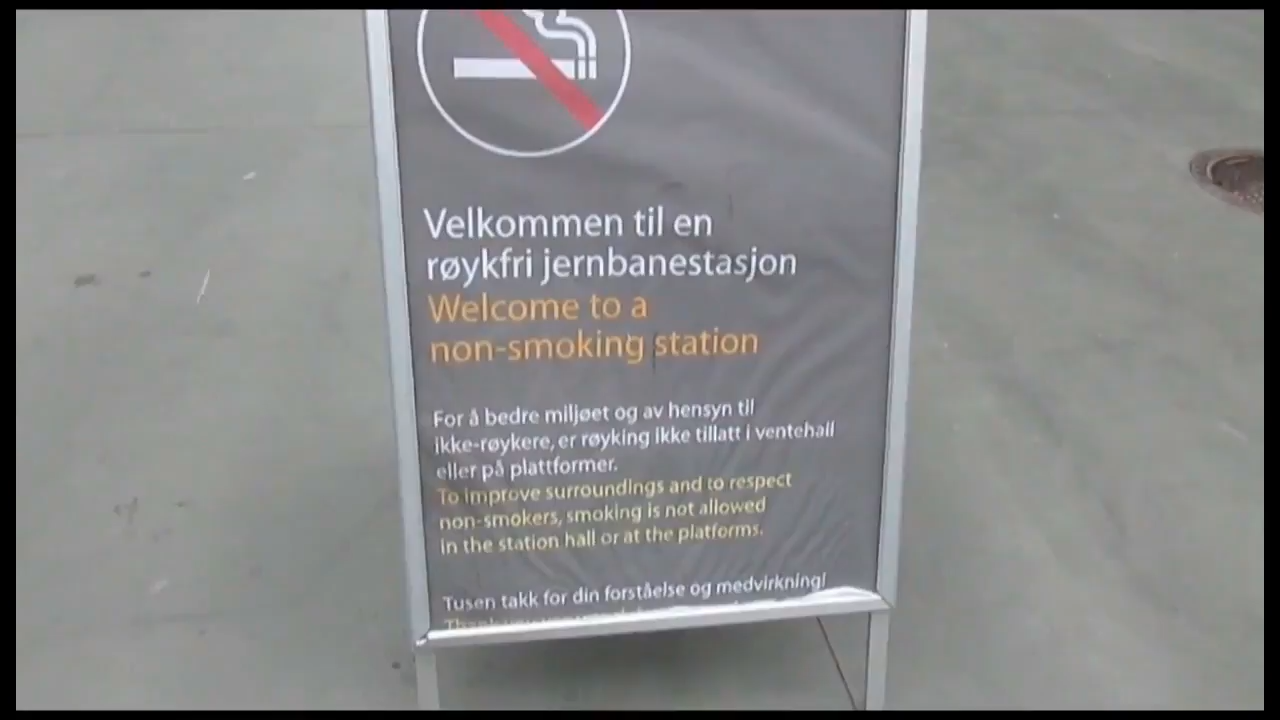 Velkommen til en
røykfri jernbanestasjon
Welcome to a
non-smoking station
For å bedre miljøet og av hensyn til
ikke-røykere, er røyking ikke tillatt i ventehall
eller på plattformer.
To improve surroundings and to respect
non-smokers, smoking is not allowed
in the station hall or at the platforms.
Tusen takk for din forståelse og medvirkning!